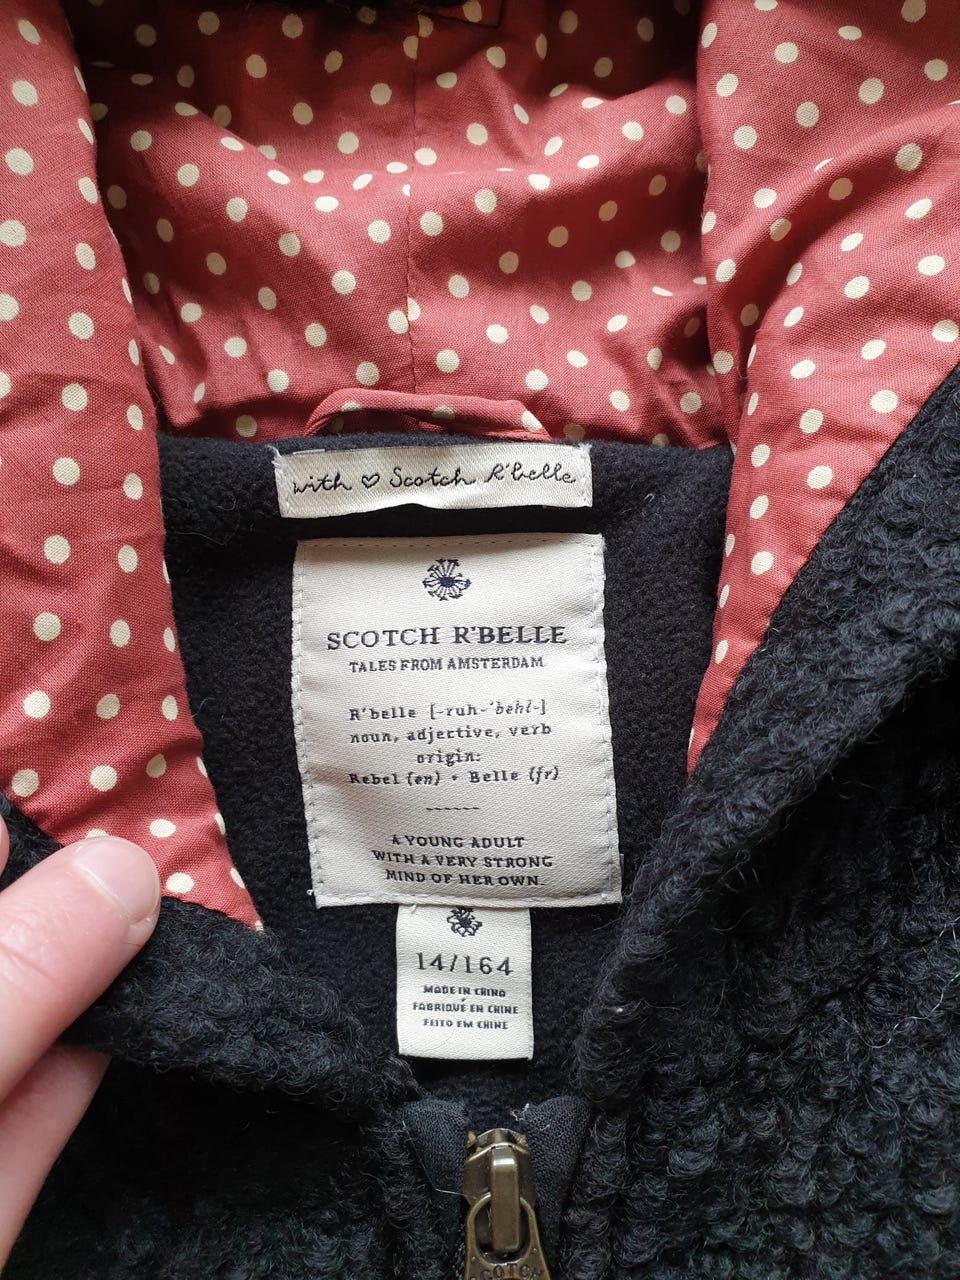 with ♡ Scotch R'belle
SCOTCH R'BELLE
TALES FROM AMSTERDAM
R'belle [-ruh-'behl-]
noun, adjective, verb
origin:
Rebel (en) • Belle (fr)
------
A YOUNG ADULT
WITH A VERY STRONG
MIND OF HER OWN.
14/164
MADE IN CHINA
FABRIQUÉ EN CHINE
FEITO EM CHINE
SCOTCH